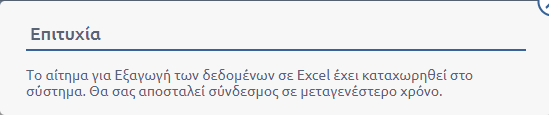 Επιτυχία
Το αίτημα για Εξαγωγή των δεδομένων σε Excel έχει καταχωρηθεί στο
σύστημα. Θα σας αποσταλεί σύνδεσμος σε μεταγενέστερο χρόνο.